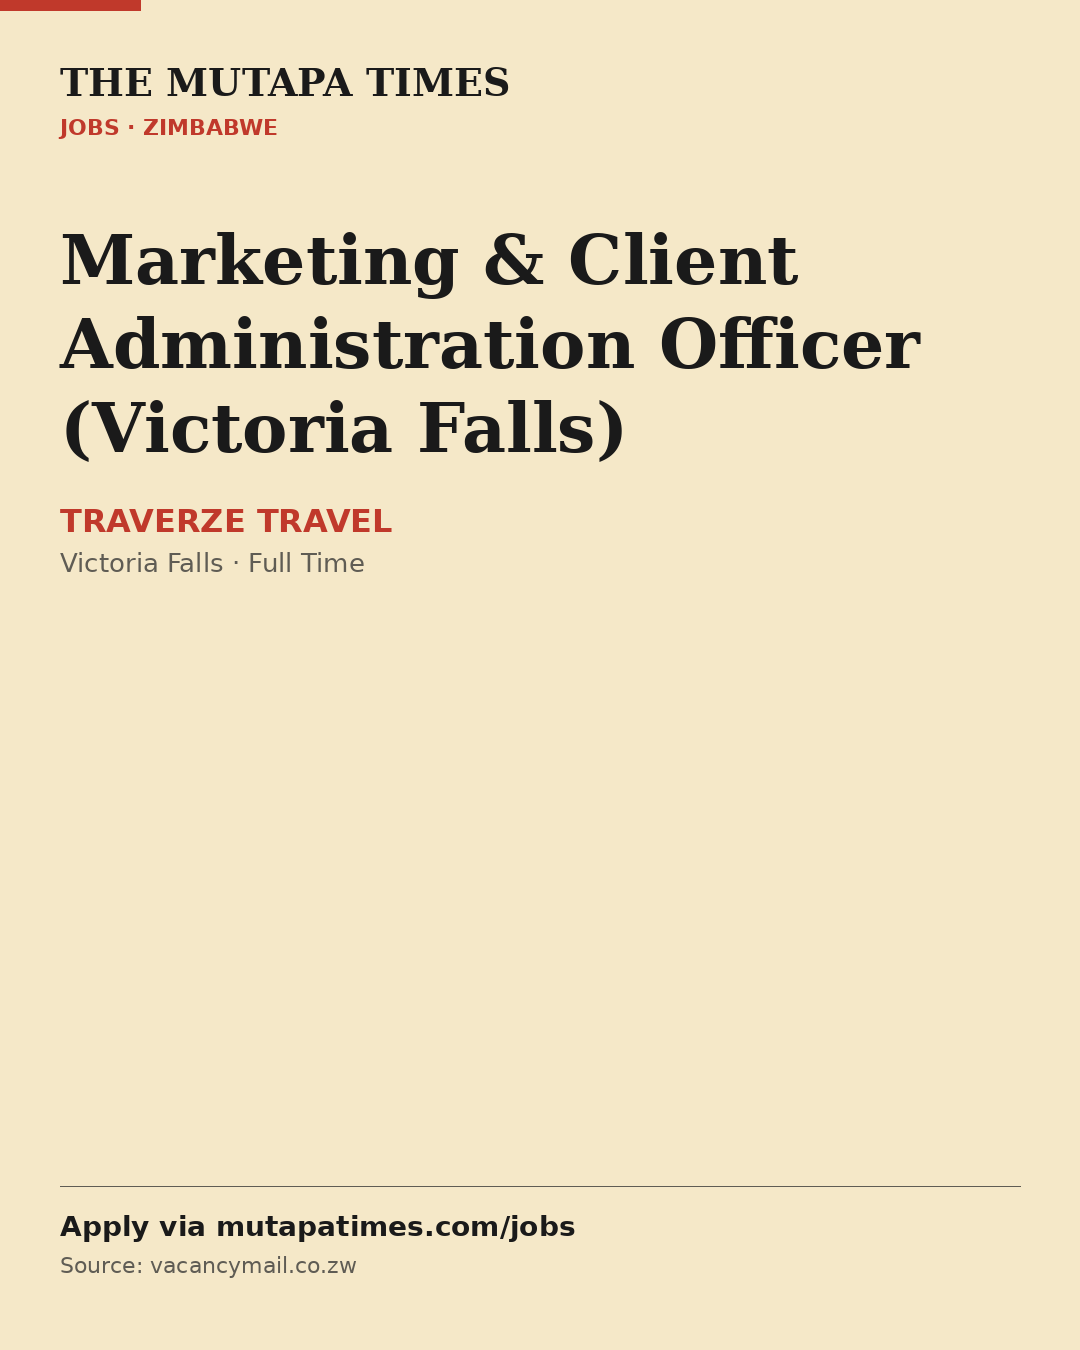 THE MUTAPA TIMES
JOBS · ZIMBABWE
Marketing & Client
Administration Officer
(Victoria Falls)
TRAVERZE TRAVEL
Victoria Falls · Full Time
Apply via mutapatimes.com/jobs
Source: vacancymail.co.zw